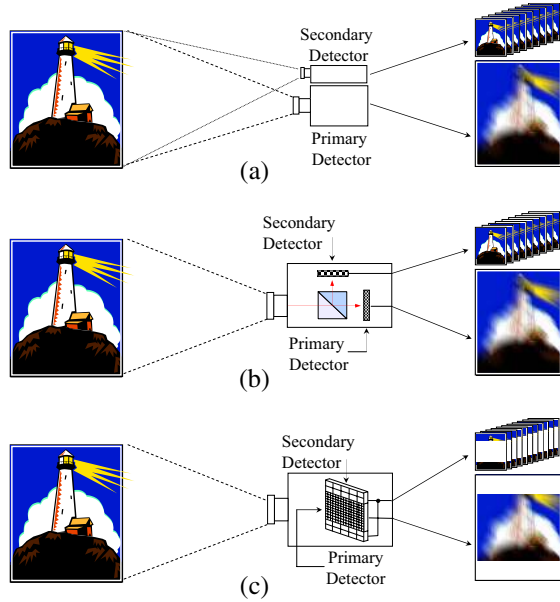 Secondary
Detector
Primary
Detector
(a)
Secondary
Detector
Primary
Detector
(b)
Secondary
Detector
Primary
Detector
(c)